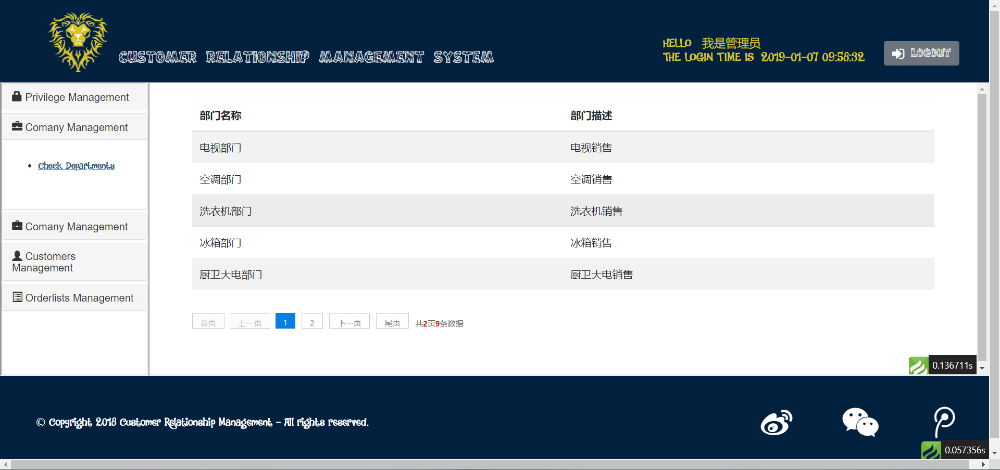 CUSTOMER RELATIONSHIP MANAGEMENT SYSTEM
HELLO 我是管理员
THE LOGIN TIME IS 2019-01-07 09:58:32
LOGOUT
Privilege Management
Comany Management
Check Departments
Comany Management
Customers
Management
Orderlists Management
部门名称 部门描述
电视部门 电视销售
空调部门 空调销售
洗衣机部门 洗衣机销售
冰箱部门 冰箱销售
厨卫大电部门 厨卫大电销售
首页 上一页 1 2 下一页 尾页 共2页9条数据
0.136711s
© Copyright 2018 Customer Relationship Management - All rights reserved.
0.057356s